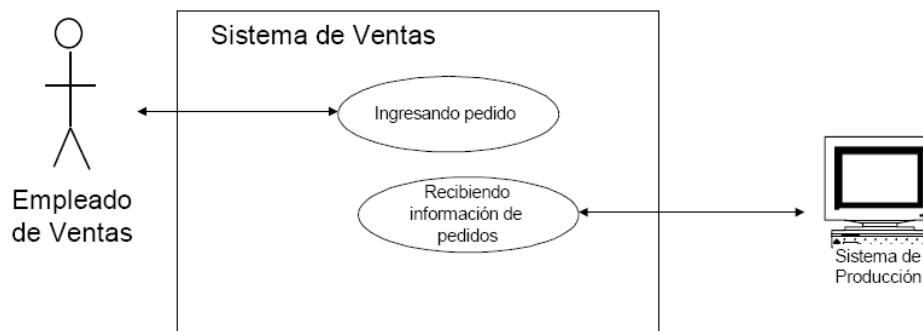 Sistema de Ventas
Ingresando pedido
Empleado
de Ventas
Recibiendo
información de
pedidos
Sistema de
Producción